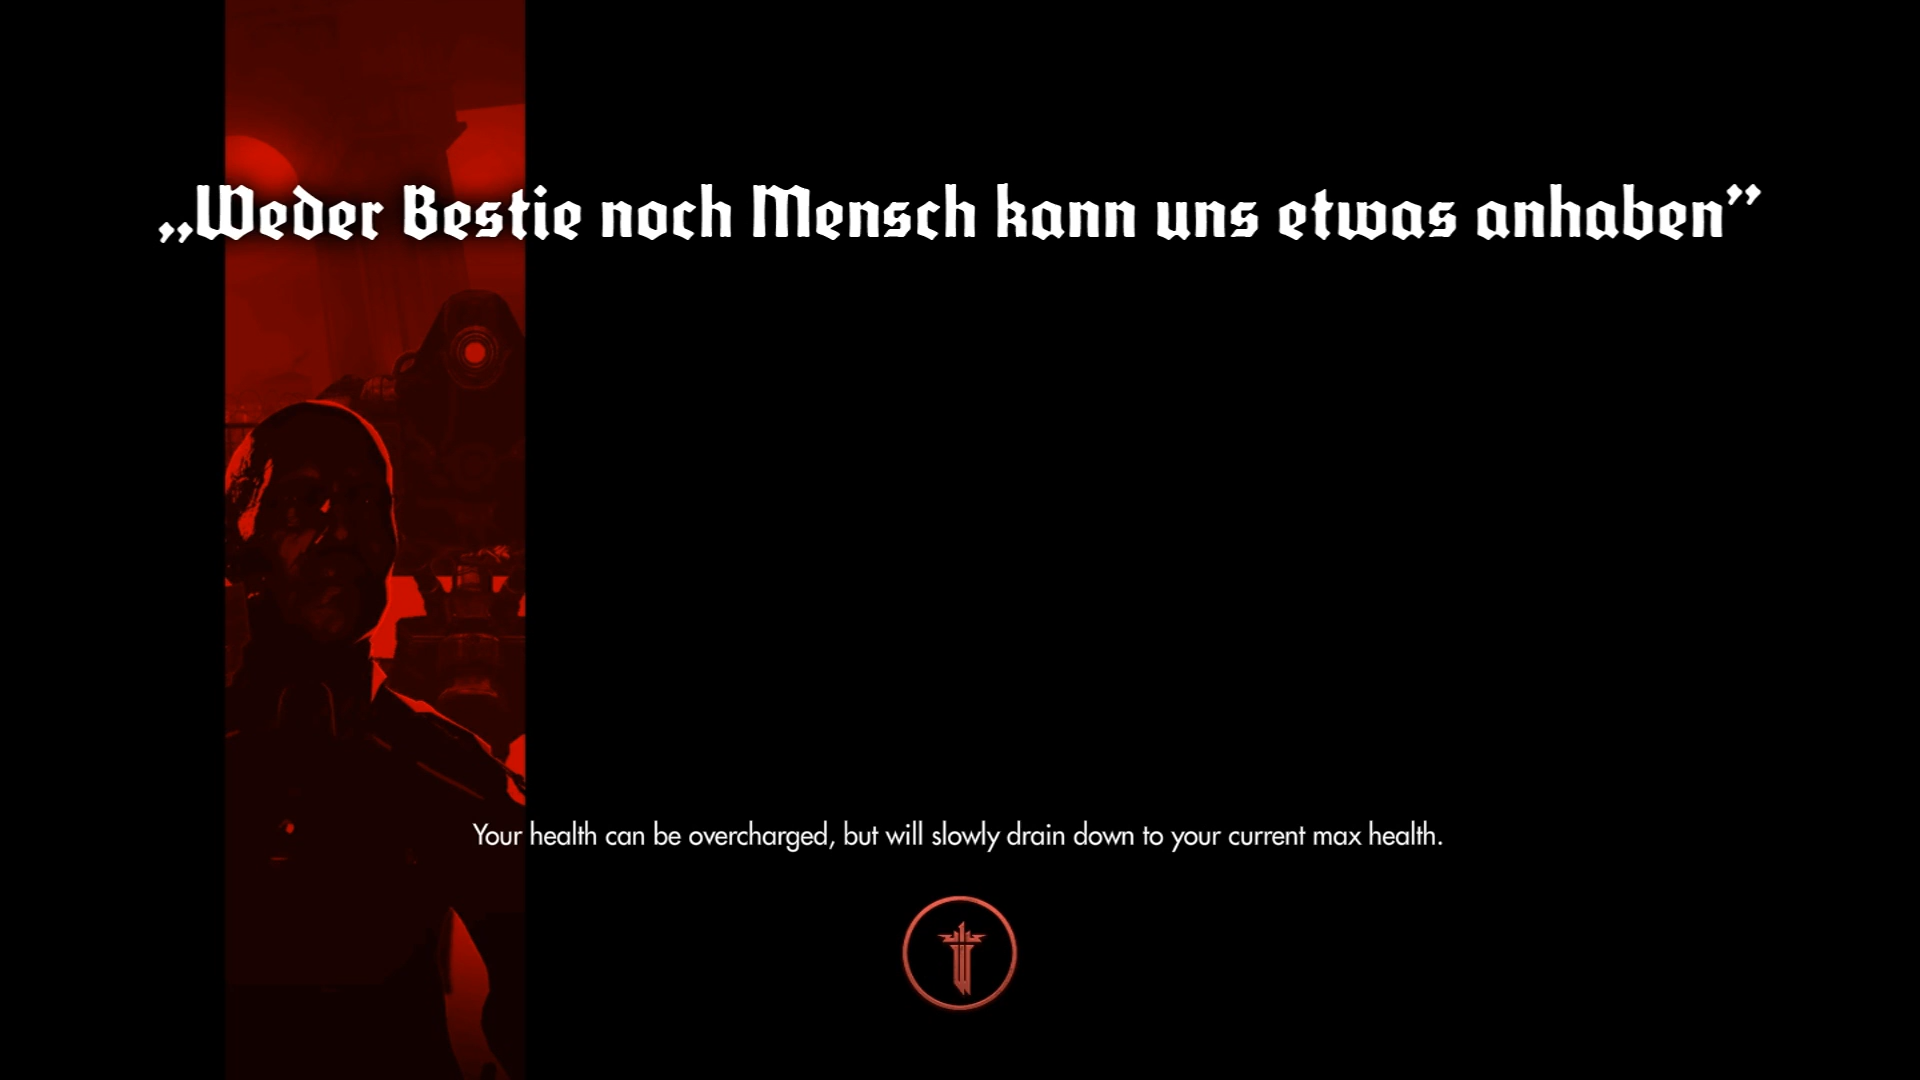 „Weder Bestie noch Mensch kann uns etwas anhaben”
Your health can be overcharged, but will slowly drain down to your current max health.